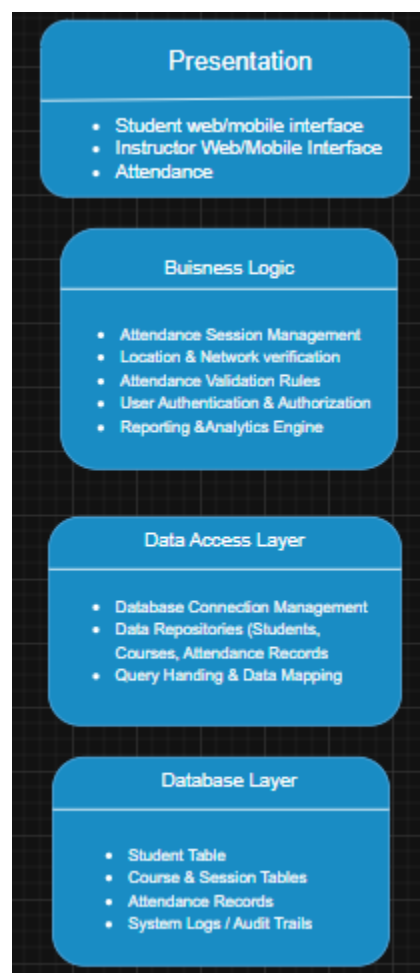 Presentation
• Student web/mobile interface
• Instructor Web/Mobile Interface
• Attendance
Buisness Logic
• Attendance Session Management
• Location & Network verification
• Attendance Validation Rules
• User Authentication & Authorization
• Reporting &Analytics Engine
Data Access Layer
• Database Connection Management
• Data Repositories (Students,
Courses, Attendance Records
• Query Handing & Data Mapping
Database Layer
• Student Table
• Course & Session Tables
• Attendance Records
• System Logs / Audit Trails